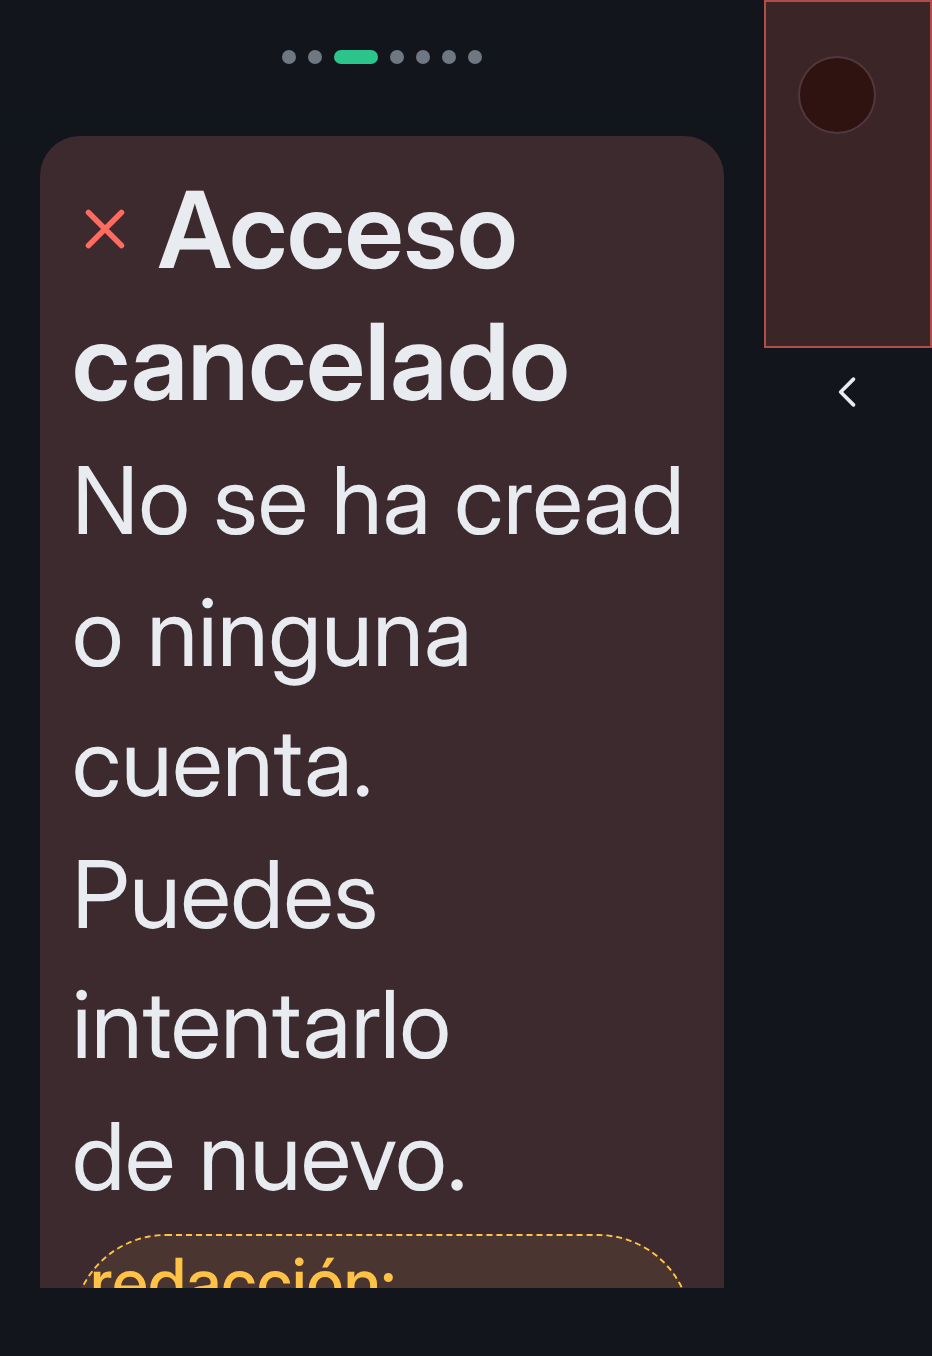 Acceso
cancelado
No se ha cread
o ninguna
cuenta.
Puedes
intentarlo
de nuevo.
redacción: